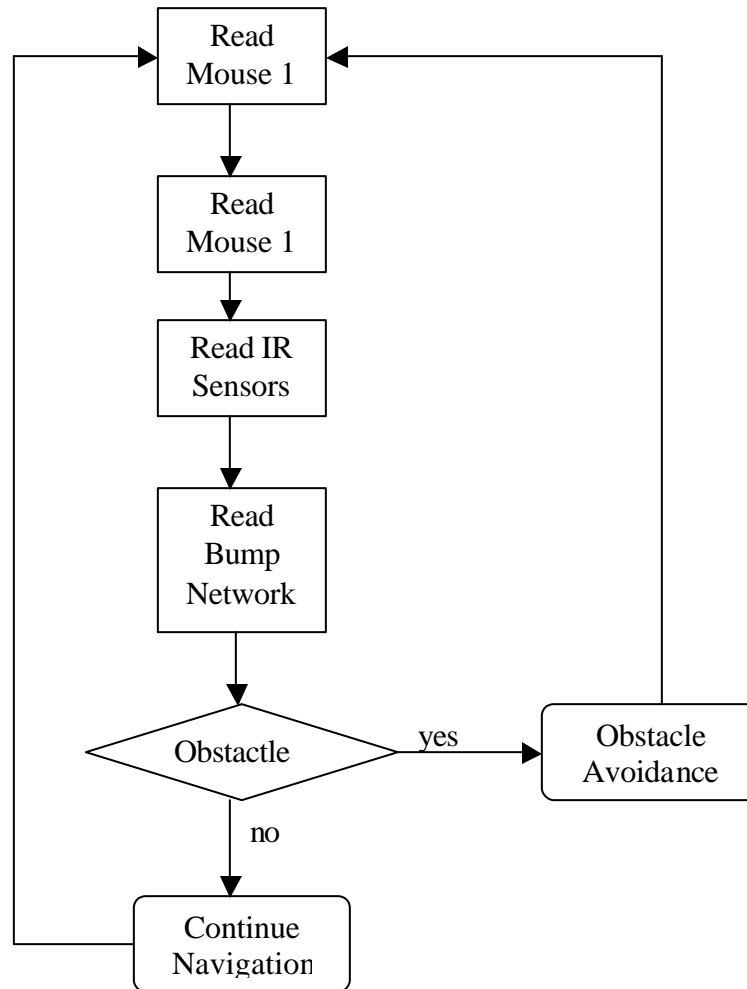 Read
Mouse 1
Read
Mouse 1
Read IR
Sensors
Read
Bump
Network
Obstactle
yes
Obstacle
Avoidance
no
Continue
Navigation